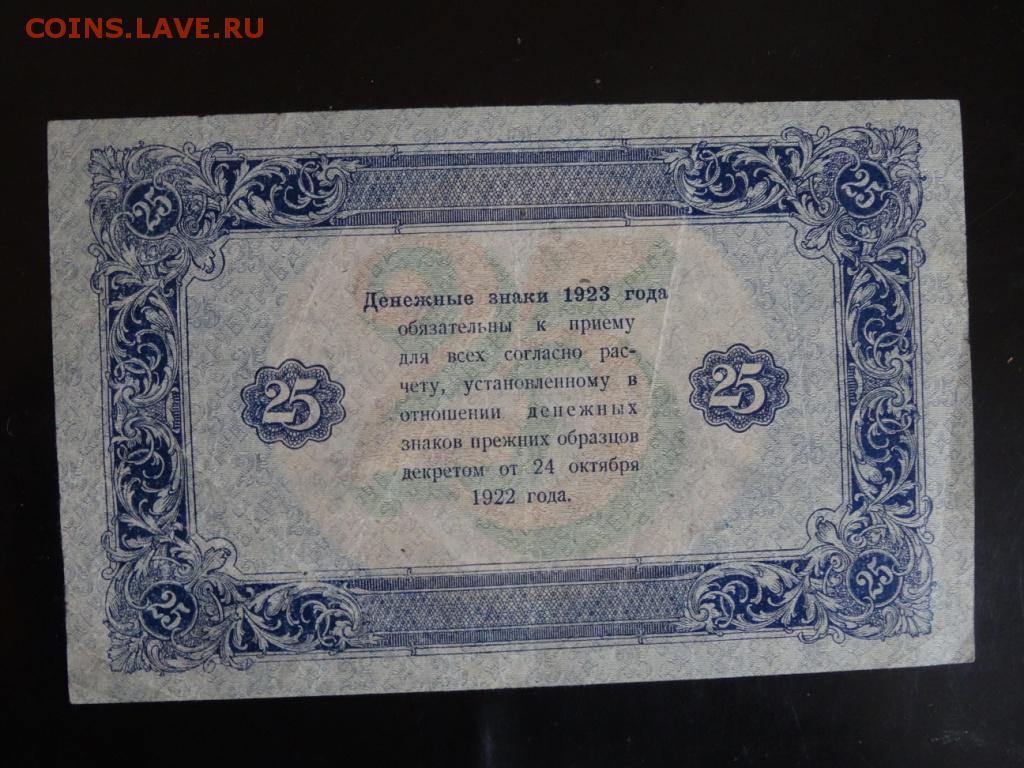 COINS.LAVE.RU
25 25
Денежные знаки 1923 года
обязательны к приему
для всех согласно рас-
чету, установленному в
отношении денежных
знаков прежних образцов
декретом от 24 октября
1922 года.
25 25
25
25 25